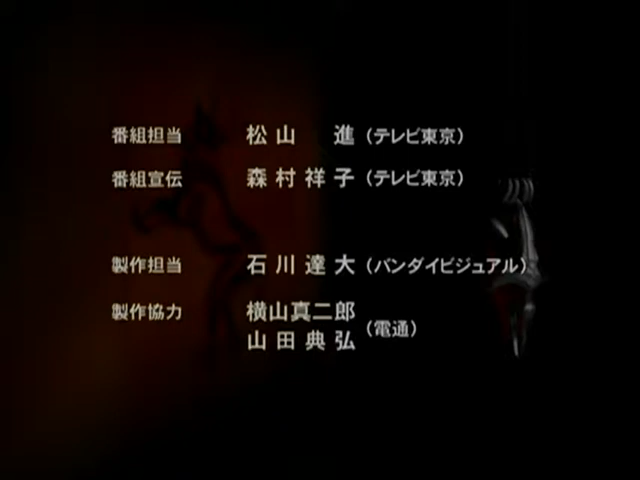 番組担当 松山 進（テレビ東京）
番組宣伝 森村祥子（テレビ東京）
製作担当 石川達大（バンダイビジュアル）
製作協力 横山真二郎
山田典弘（電通）